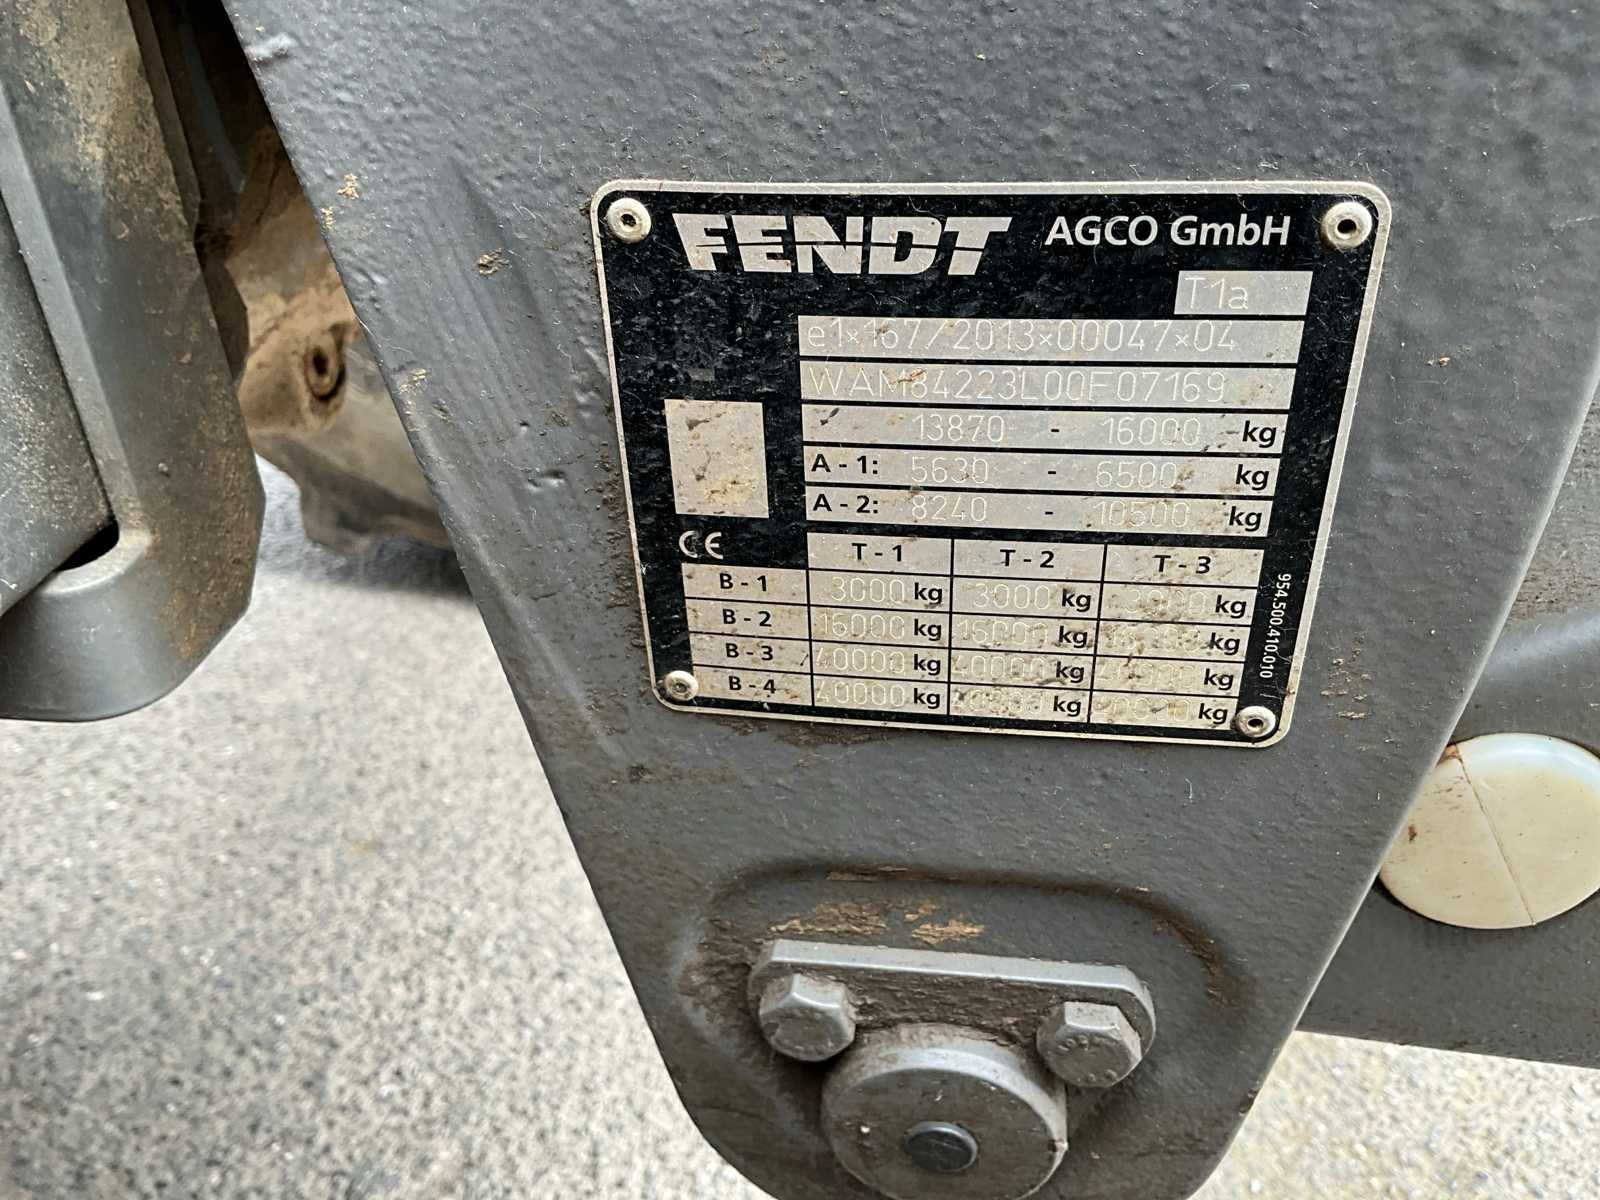 FENDT AGCO GmbH
T1a
e1*167/2013*00047*04
WAM84223L00F07169
13870 - 16000 kg
A - 1: 5630 - 6500 kg
A - 2: 8240 - 10500 kg
CE
T - 1 T - 2 T - 3
B - 1 3000 kg 3000 kg 3000 kg
B - 2 16000 kg kg kg
B - 3 40000 kg 40000 kg kg
B - 4 40000 kg kg kg
954.500.410.010